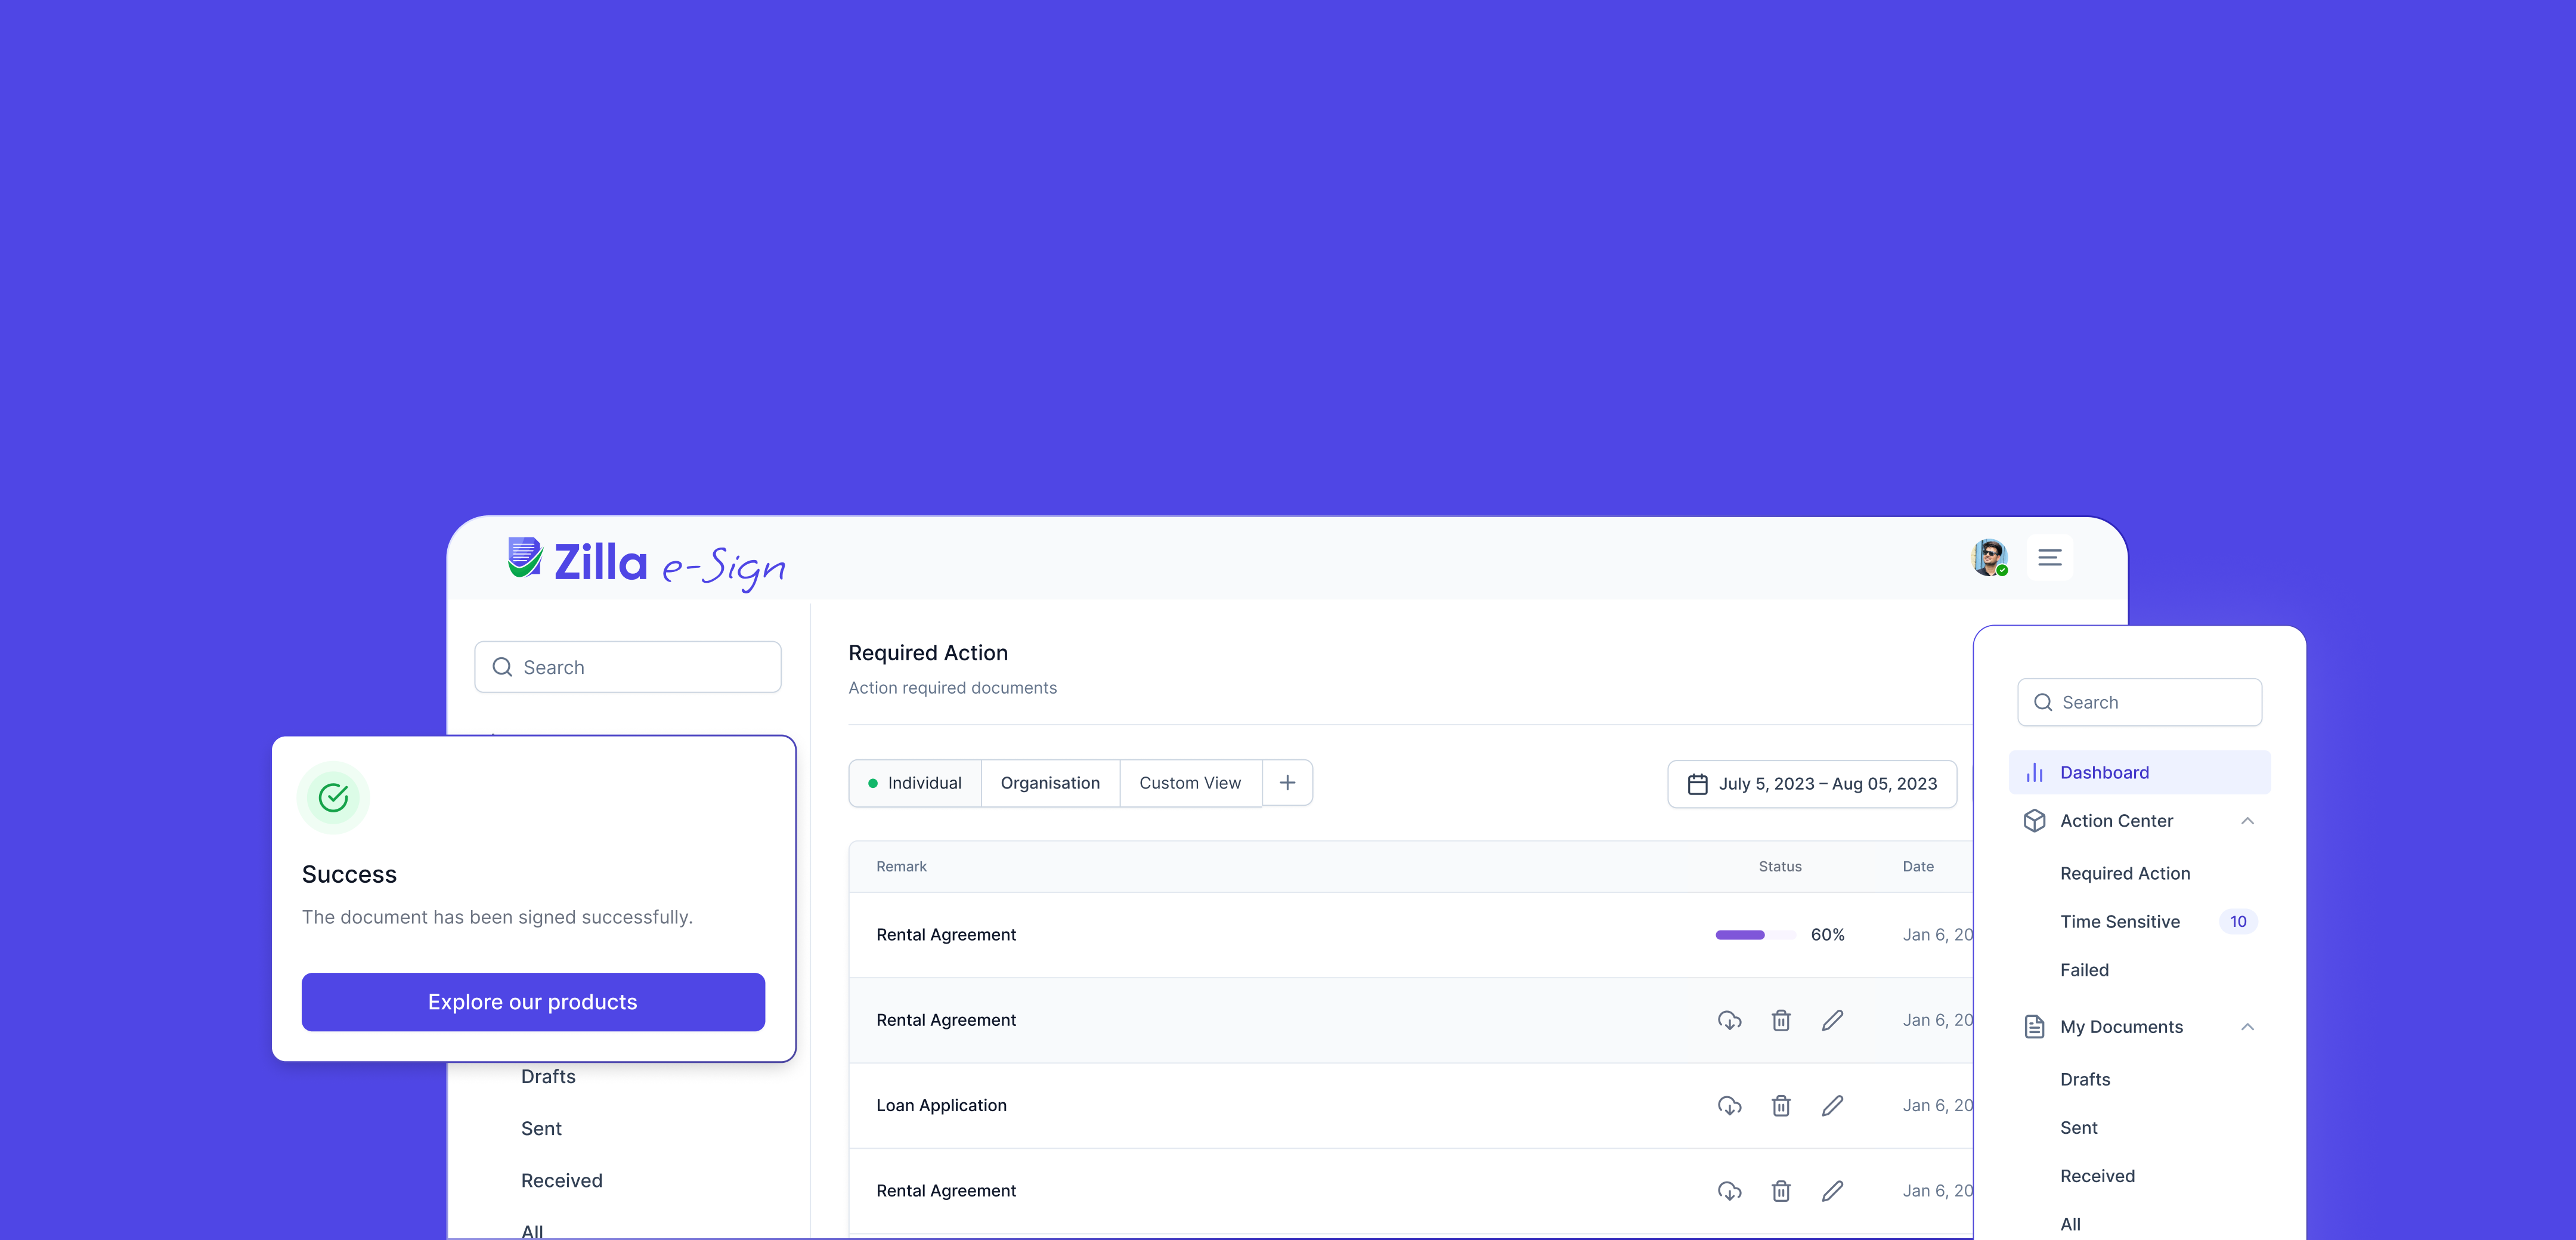 Zilla e-Sign
Search
Required Action
Action required documents
Individual
Organisation
Custom View
July 5, 2023 – Aug 05, 2023
Remark
Status
Date
Rental Agreement
60%
Jan 6, 20
Rental Agreement
Jan 6, 20
Loan Application
Jan 6, 20
Rental Agreement
Jan 6, 20
Success
The document has been signed successfully.
Explore our products
Drafts
Sent
Received
All
Search
Dashboard
Action Center
Required Action
Time Sensitive
10
Failed
My Documents
Drafts
Sent
Received
All